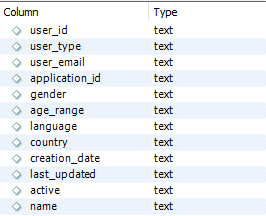 Column Type
user_id text
user_type text
user_email text
application_id text
gender text
age_range text
language text
country text
creation_date text
last_updated text
active text
name text